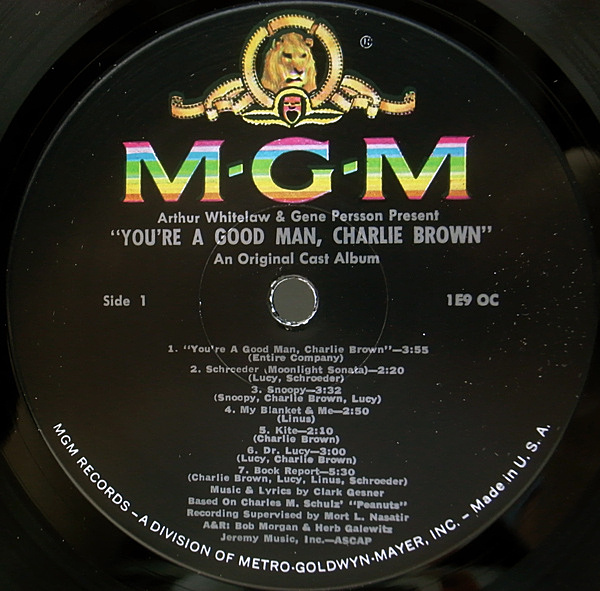 ®
M·G·M
Arthur Whitelaw & Gene Persson Present
"YOU'RE A GOOD MAN, CHARLIE BROWN"
An Original Cast Album
Side 1
1E9 OC
1. "You're A Good Man, Charlie Brown"—3:55
(Entire Company)
2. Schroeder (Moonlight Sonata)—2:20
(Lucy, Schroeder)
3. Snoopy—3:32
(Snoopy, Charlie Brown, Lucy)
4. My Blanket & Me—2:50
(Linus)
5. Kite—2:10
(Charlie Brown)
6. Dr. Lucy—3:00
(Lucy, Charlie Brown)
7. Book Report—5:30
(Charlie Brown, Lucy, Linus, Schroeder)
Music & Lyrics by Clark Gesner
Based On Charles M. Schulz' "Peanuts"
Recording Supervised by Mort L. Nasatir
A&R: Bob Morgan & Herb Galewitz
Jeremy Music, Inc.—ASCAP
MGM RECORDS – A DIVISION OF METRO-GOLDWYN-MAYER, INC. – Made in U.S.A.